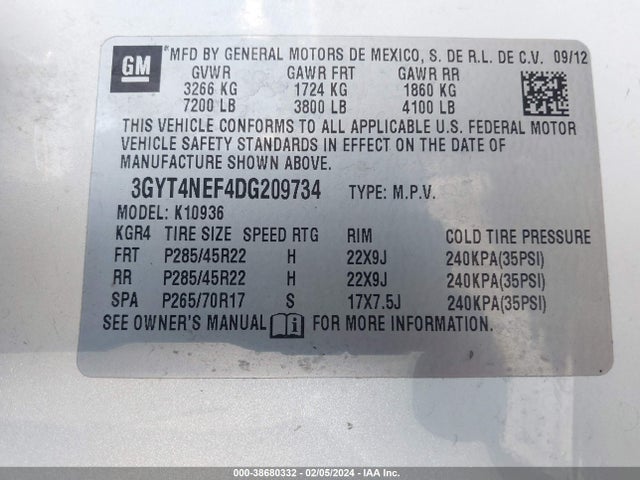 GM ® MFD BY GENERAL MOTORS DE MEXICO, S. DE R.L. DE C.V. 09/12
GVWR GAWR FRT GAWR RR
3266 KG 1724 KG 1860 KG
7200 LB 3800 LB 4100 LB
THIS VEHICLE CONFORMS TO ALL APPLICABLE U.S. FEDERAL MOTOR
VEHICLE SAFETY STANDARDS IN EFFECT ON THE DATE OF
MANUFACTURE SHOWN ABOVE.
3GYT4NEF4DG209734 TYPE: M.P.V.
MODEL: K10936
KGR4 TIRE SIZE SPEED RTG RIM COLD TIRE PRESSURE
FRT P285/45R22 H 22X9J 240KPA(35PSI)
RR P285/45R22 H 22X9J 240KPA(35PSI)
SPA P265/70R17 S 17X7.5J 240KPA(35PSI)
SEE OWNER'S MANUAL FOR MORE INFORMATION.
000-38680332 - 02/05/2024 - IAA Inc.